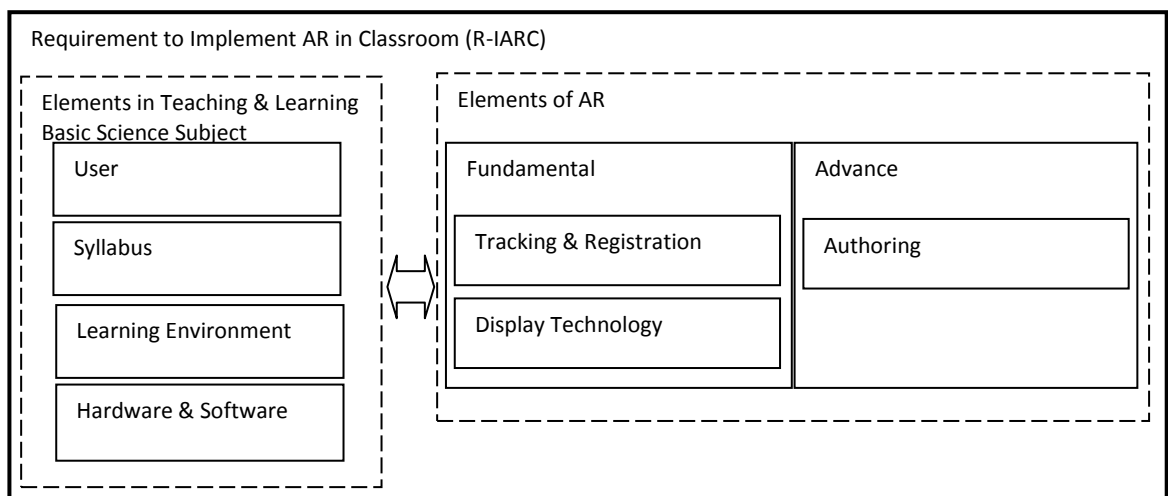 Requirement to Implement AR in Classroom (R-IARC)
Elements in Teaching & Learning
Basic Science Subject
User
Syllabus
Learning Environment
Hardware & Software
Elements of AR
Fundamental
Tracking & Registration
Display Technology
Advance
Authoring